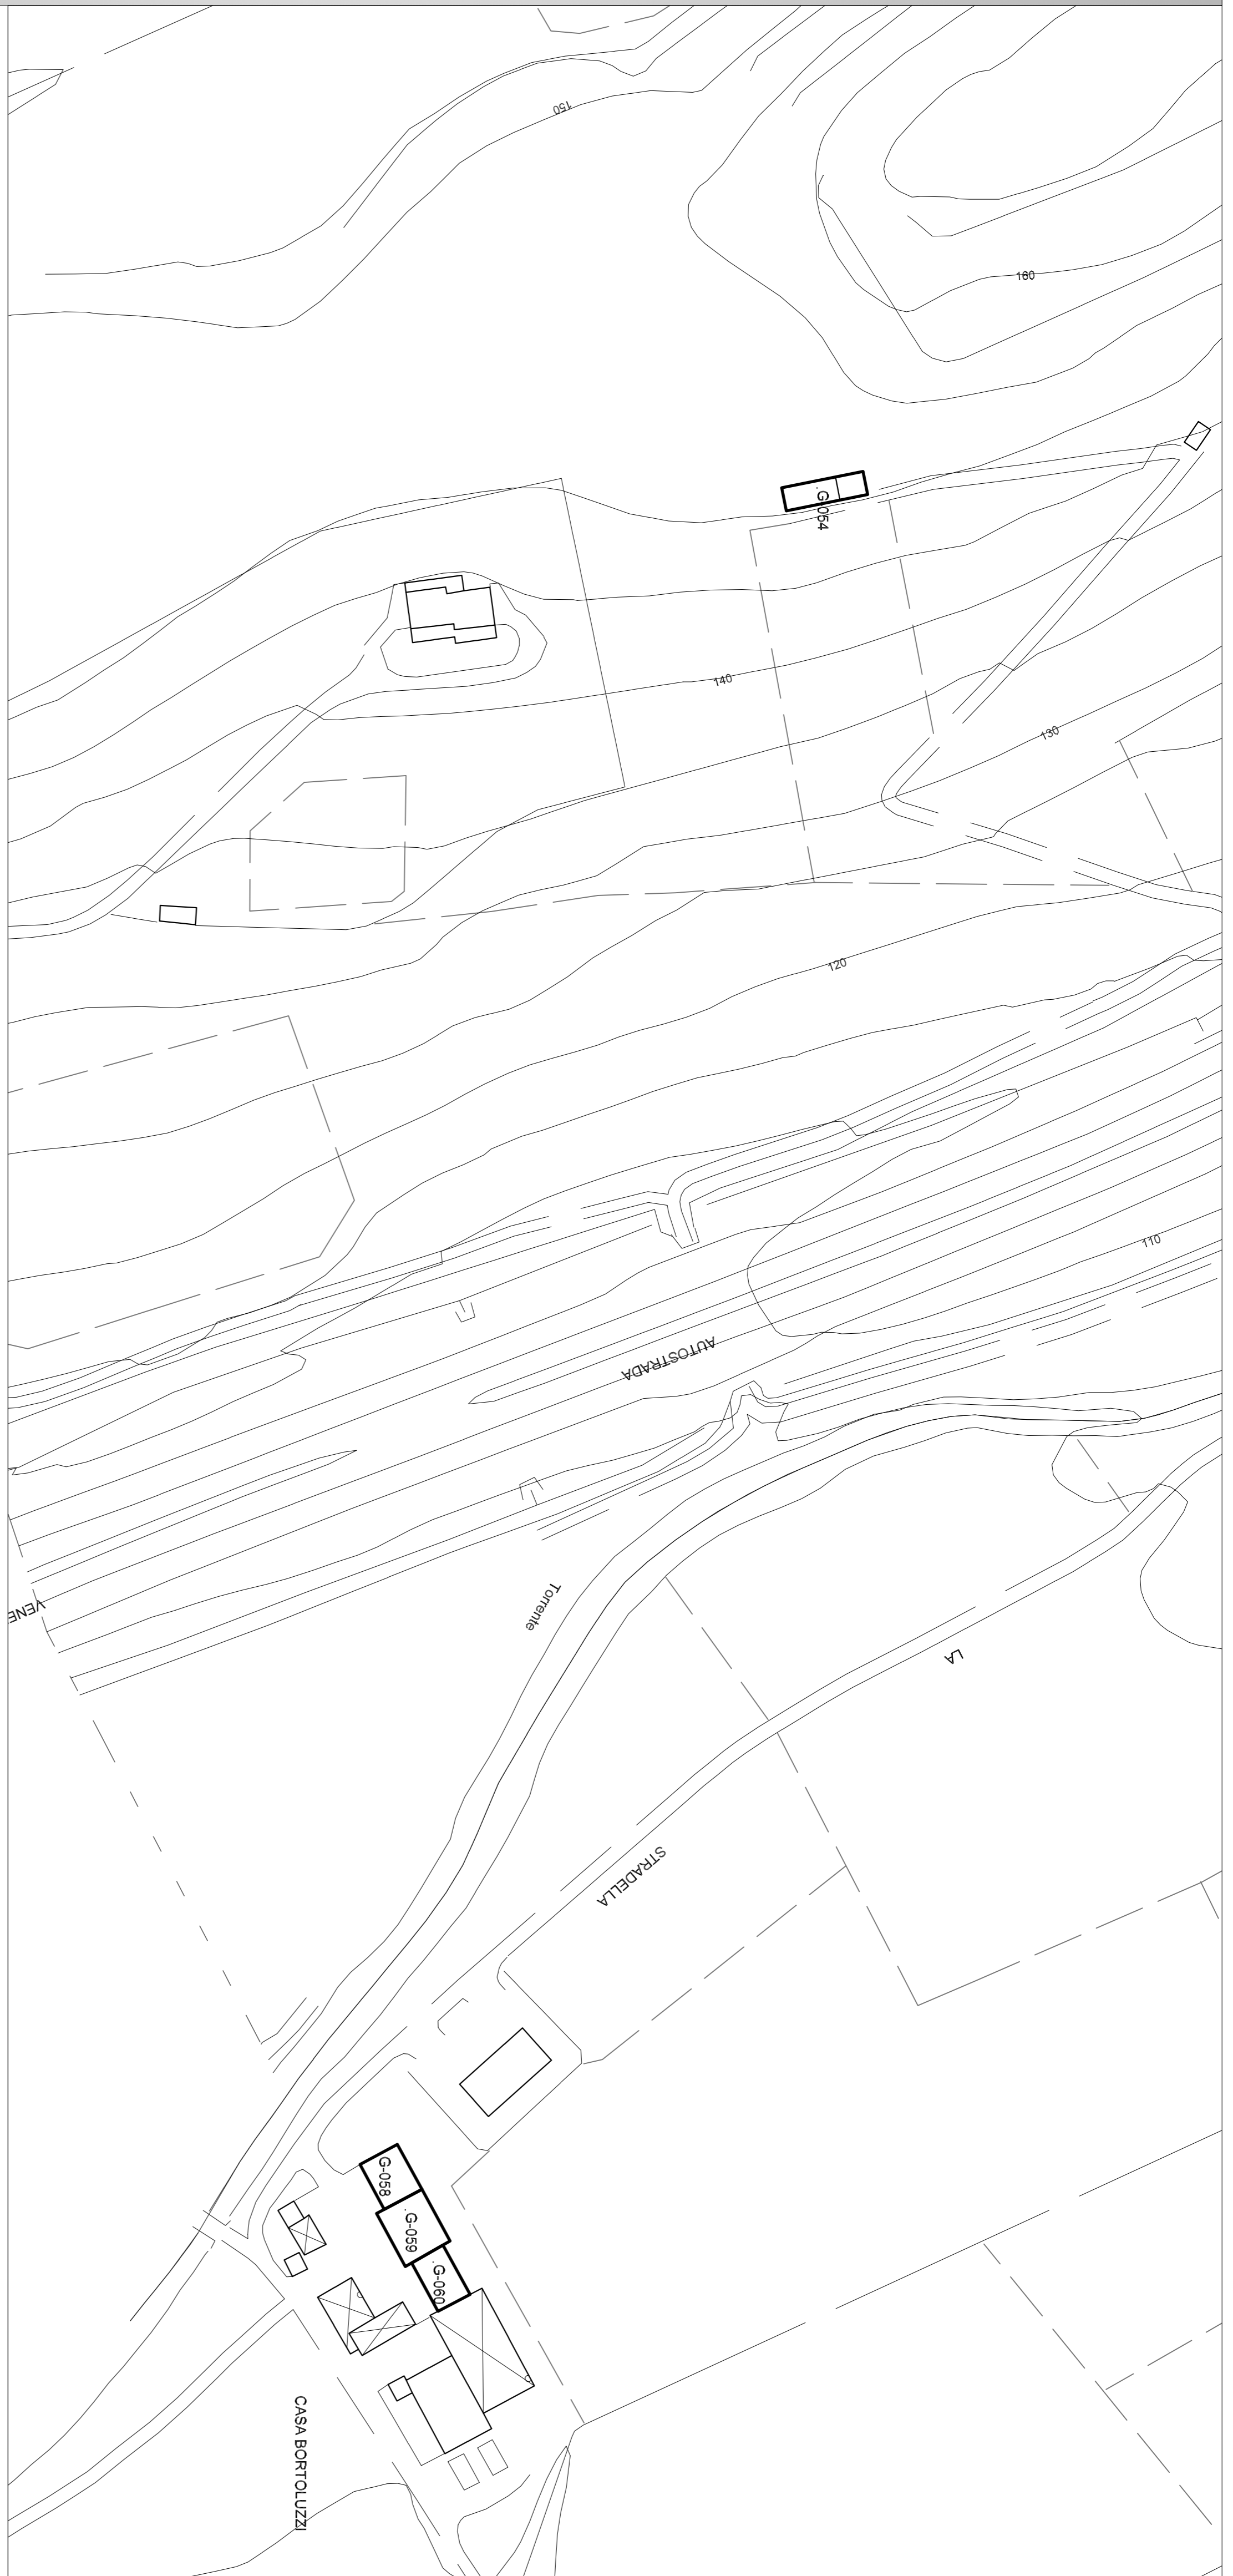 150
160
.G-054
140
130
120
110
AUTOSTRADA
VENE
Torrente
LA
STRADELLA
G-058
.G-059
.G-060
CASA BORTOLUZZI